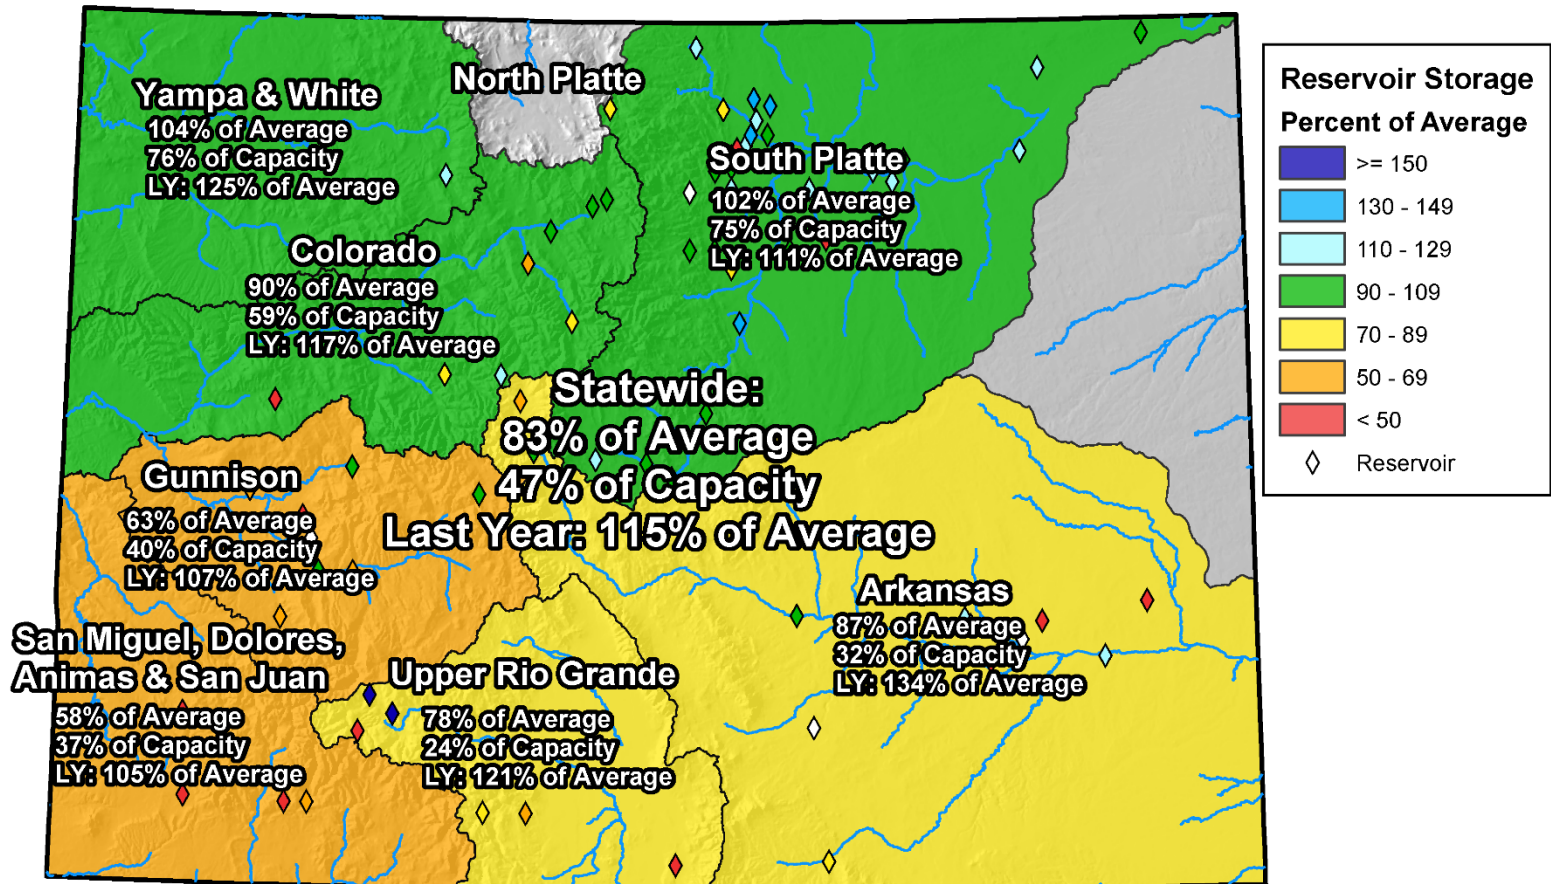 North Platte
Yampa & White
104% of Average
76% of Capacity
LY: 125% of Average
South Platte
102% of Average
75% of Capacity
LY: 111% of Average
Colorado
90% of Average
59% of Capacity
LY: 117% of Average
Statewide:
83% of Average
47% of Capacity
Last Year: 115% of Average
Gunnison
63% of Average
40% of Capacity
LY: 107% of Average
Arkansas
87% of Average
32% of Capacity
LY: 134% of Average
San Miguel, Dolores,
Animas & San Juan
58% of Average
37% of Capacity
LY: 105% of Average
Upper Rio Grande
78% of Average
24% of Capacity
LY: 121% of Average
Reservoir Storage
Percent of Average
>= 150
130 - 149
110 - 129
90 - 109
70 - 89
50 - 69
< 50
Reservoir